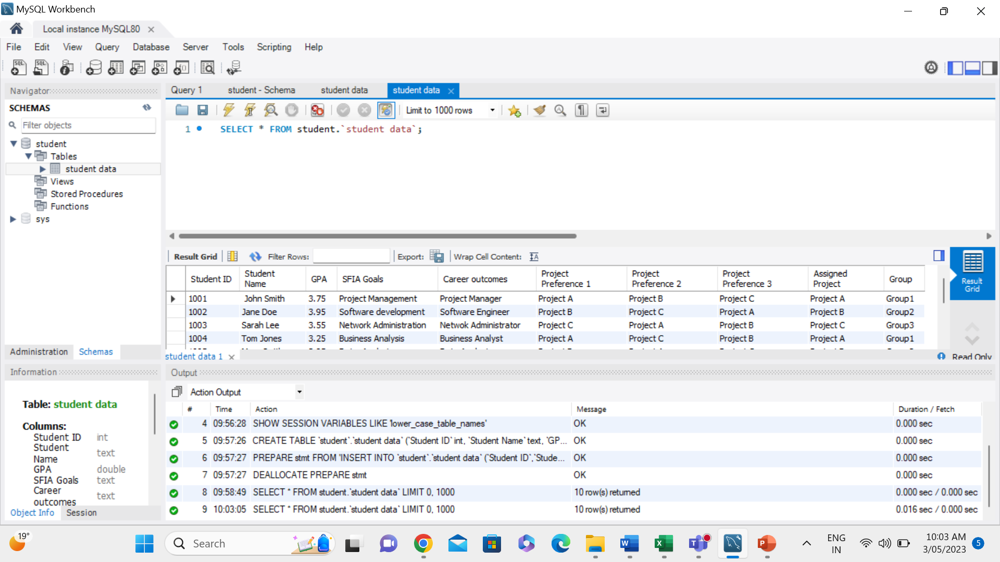 MySQL Workbench
Local instance MySQL80
File Edit View Query Database Server Tools Scripting Help
Navigator
SCHEMAS
Filter objects
student
Tables
student data
Views
Stored Procedures
Functions
sys
Administration Schemas
Information
Table: student data
Columns:
Student ID int
Student
Name text
GPA double
SFIA Goals text
Career
outcomes text
Object Info Session
Query 1 student - Schema student data student data
Limit to 1000 rows
1 SELECT * FROM student.`student data`;
Result Grid Filter Rows: Export: Wrap Cell Content:
Student ID Student Name GPA SFIA Goals Career outcomes Project Preference 1 Project Preference 2 Project Preference 3 Assigned Project Group
1001 John Smith 3.75 Project Management Project Manager Project A Project B Project C Project A Group1
1002 Jane Doe 3.95 Software development Software Engineer Project B Project C Project A Project B Group2
1003 Sarah Lee 3.55 Network Administration Netwok Administrator Project C Project A Project B Project C Group3
1004 Tom Jones 3.25 Business Analysis Business Analyst Project A Project C Project B Project A Group1
Result
Grid
student data 1
Read Only
Output
Action Output
# Time Action Message Duration / Fetch
4 09:56:28 SHOW SESSION VARIABLES LIKE 'lower_case_table_names' OK 0.000 sec
5 09:57:26 CREATE TABLE `student`.`student data` (`Student ID` int, `Student Name` text, `GP... OK 0.000 sec
6 09:57:27 PREPARE stmt FROM 'INSERT INTO `student`.`student data` (`Student ID`,`Stude... OK 0.000 sec
7 09:57:27 DEALLOCATE PREPARE stmt OK 0.000 sec
8 09:58:49 SELECT * FROM student.`student data` LIMIT 0, 1000 10 row(s) returned 0.000 sec / 0.000 sec
9 10:03:05 SELECT * FROM student.`student data` LIMIT 0, 1000 10 row(s) returned 0.016 sec / 0.000 sec
19°
Search
ENG
IN
10:03 AM
3/05/2023
5